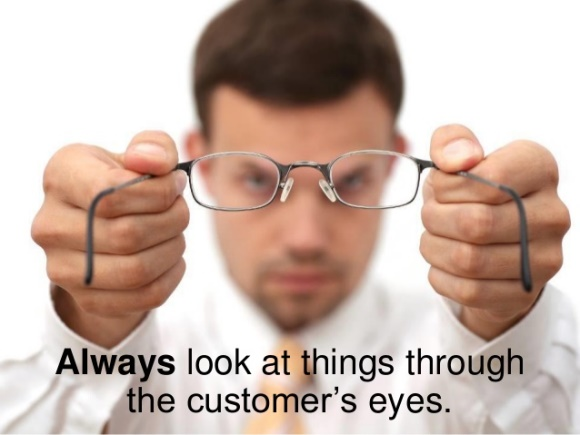 Always look at things through
the customer’s eyes.